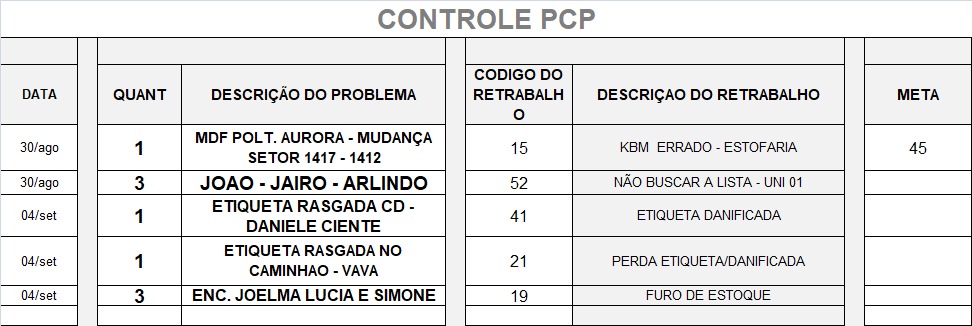 CONTROLE PCP
DATA QUANT DESCRIÇÃO DO PROBLEMA CODIGO DO RETRABALH O DESCRIÇAO DO RETRABALHO META
30/ago 1 MDF POLT. AURORA - MUDANÇA SETOR 1417 - 1412 15 KBM ERRADO - ESTOFARIA 45
30/ago 3 JOAO - JAIRO - ARLINDO 52 NÃO BUSCAR A LISTA - UNI 01
04/set 1 ETIQUETA RASGADA CD - DANIELE CIENTE 41 ETIQUETA DANIFICADA
04/set 1 ETIQUETA RASGADA NO CAMINHAO - VAVA 21 PERDA ETIQUETA/DANIFICADA
04/set 3 ENC. JOELMA LUCIA E SIMONE 19 FURO DE ESTOQUE